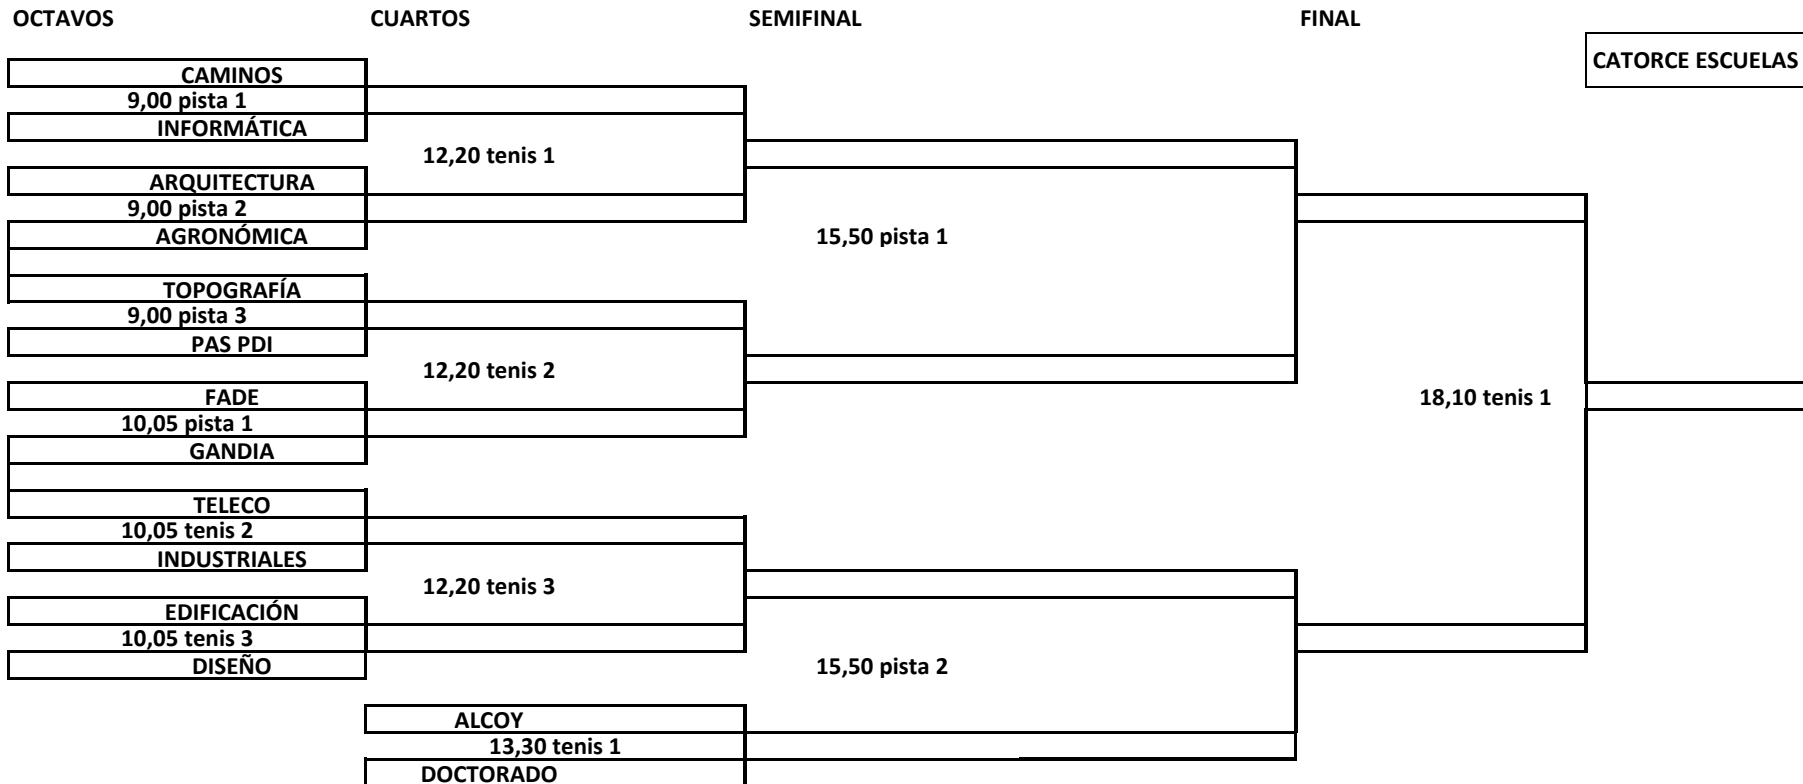 OCTAVOS CUARTOS SEMIFINAL FINAL
CATORCE ESCUELAS
CAMINOS
9,00 pista 1
INFORMÁTICA
12,20 tenis 1
ARQUITECTURA
9,00 pista 2
AGRONÓMICA
15,50 pista 1
TOPOGRAFÍA
9,00 pista 3
PAS PDI
12,20 tenis 2
FADE
18,10 tenis 1
10,05 pista 1
GANDIA
TELECO
10,05 tenis 2
INDUSTRIALES
12,20 tenis 3
EDIFICACIÓN
10,05 tenis 3
DISEÑO
15,50 pista 2
ALCOY
13,30 tenis 1
DOCTORADO